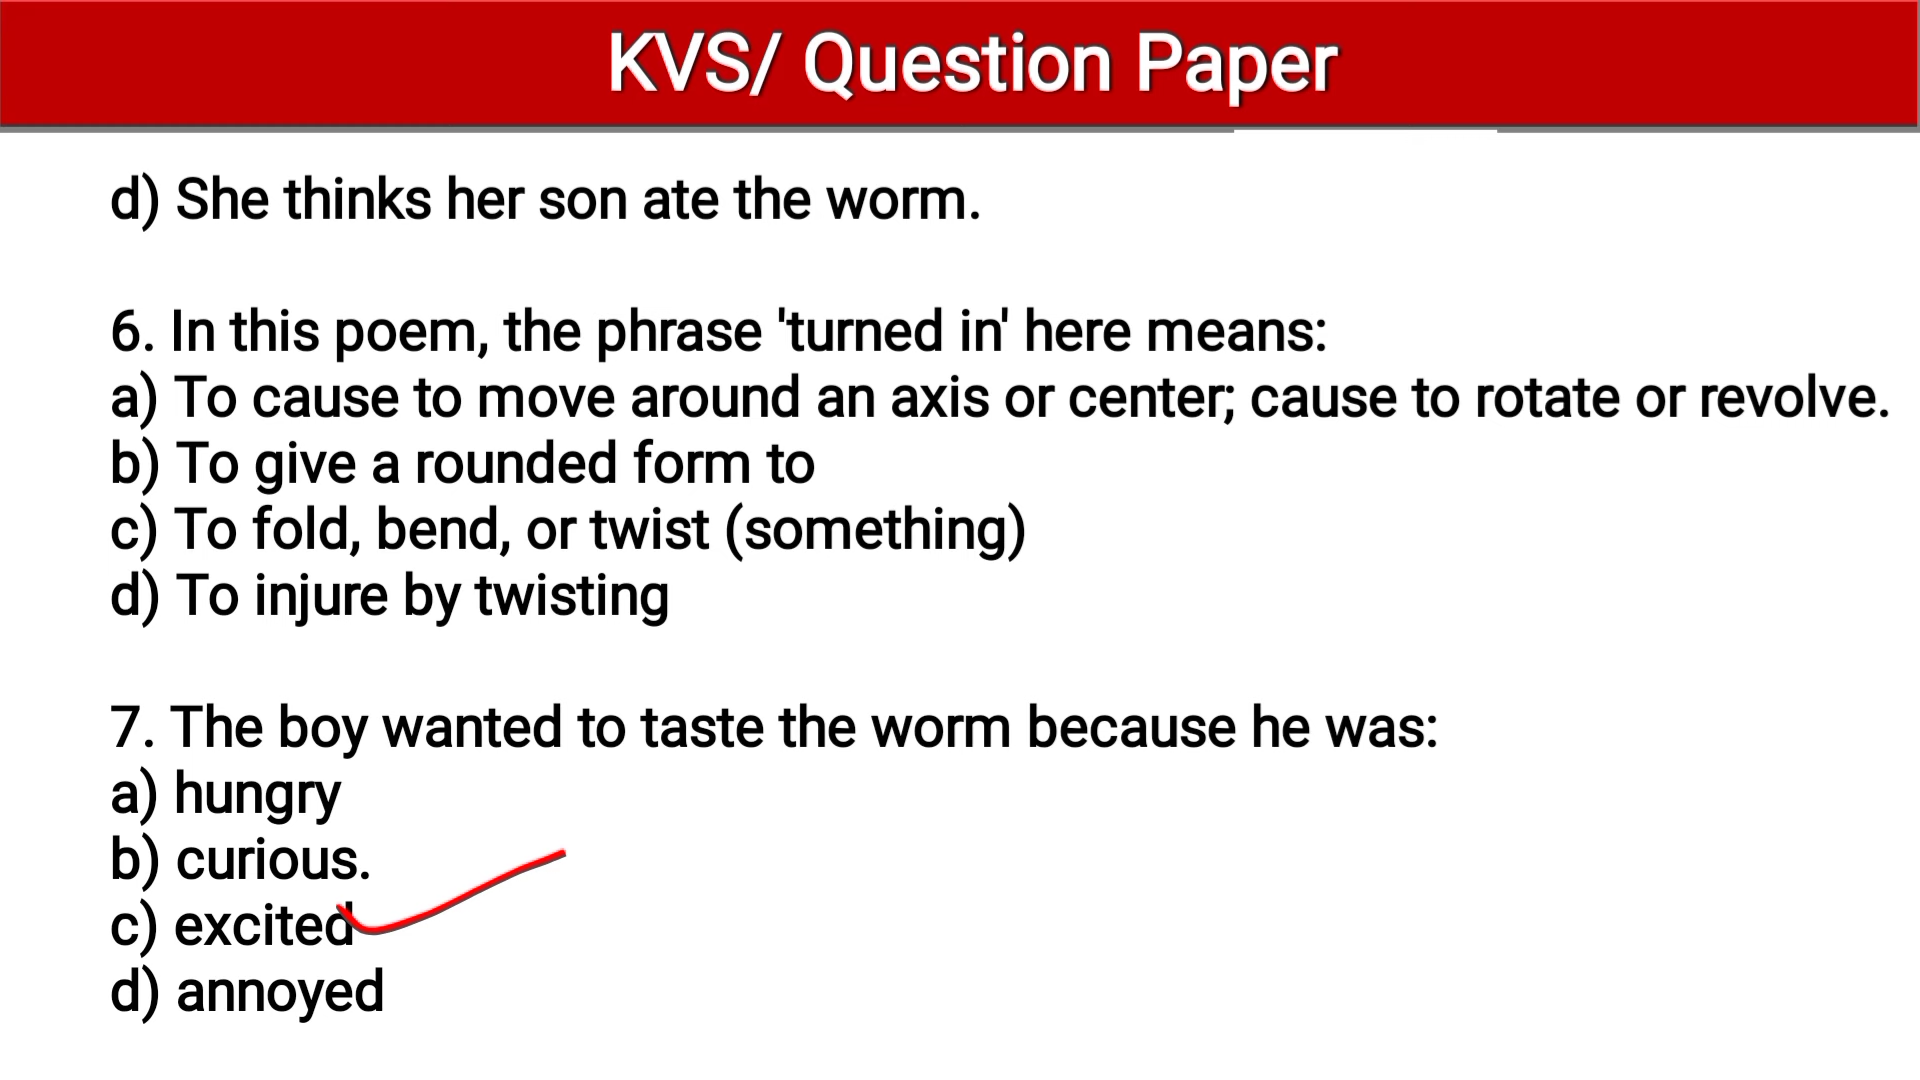 KVS/ Question Paper
d) She thinks her son ate the worm.
6. In this poem, the phrase 'turned in' here means:
a) To cause to move around an axis or center; cause to rotate or revolve.
b) To give a rounded form to
c) To fold, bend, or twist (something)
d) To injure by twisting
7. The boy wanted to taste the worm because he was:
a) hungry
b) curious.
c) excited
d) annoyed